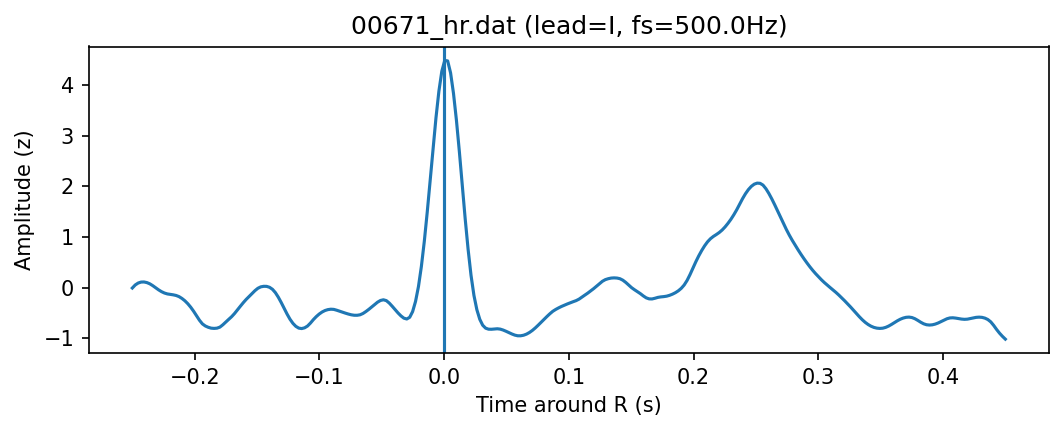 00671_hr.dat (lead=I, fs=500.0Hz)
Amplitude (z)
4
3
2
1
0
−1
−0.2 −0.1 0.0 0.1 0.2 0.3 0.4
Time around R (s)